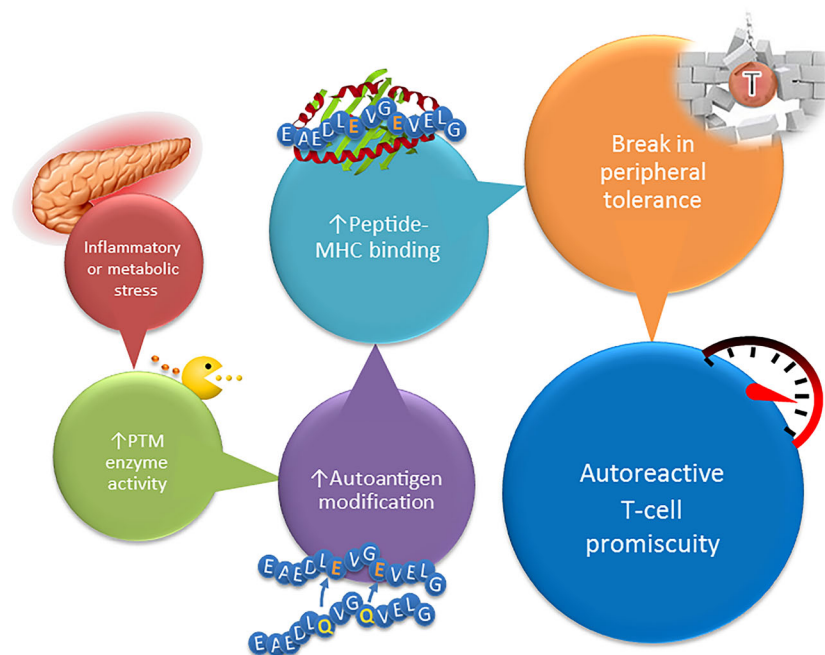 Inflammatory
or metabolic
stress
↑PTM
enzyme
activity
↑Autoantigen
modification
EAEDLEVGEVELG
EAEDLQVGQVELG
EAEDLEVGEVELG
↑Peptide-
MHC binding
T
Break in
peripheral
tolerance
Autoreactive
T-cell
promiscuity